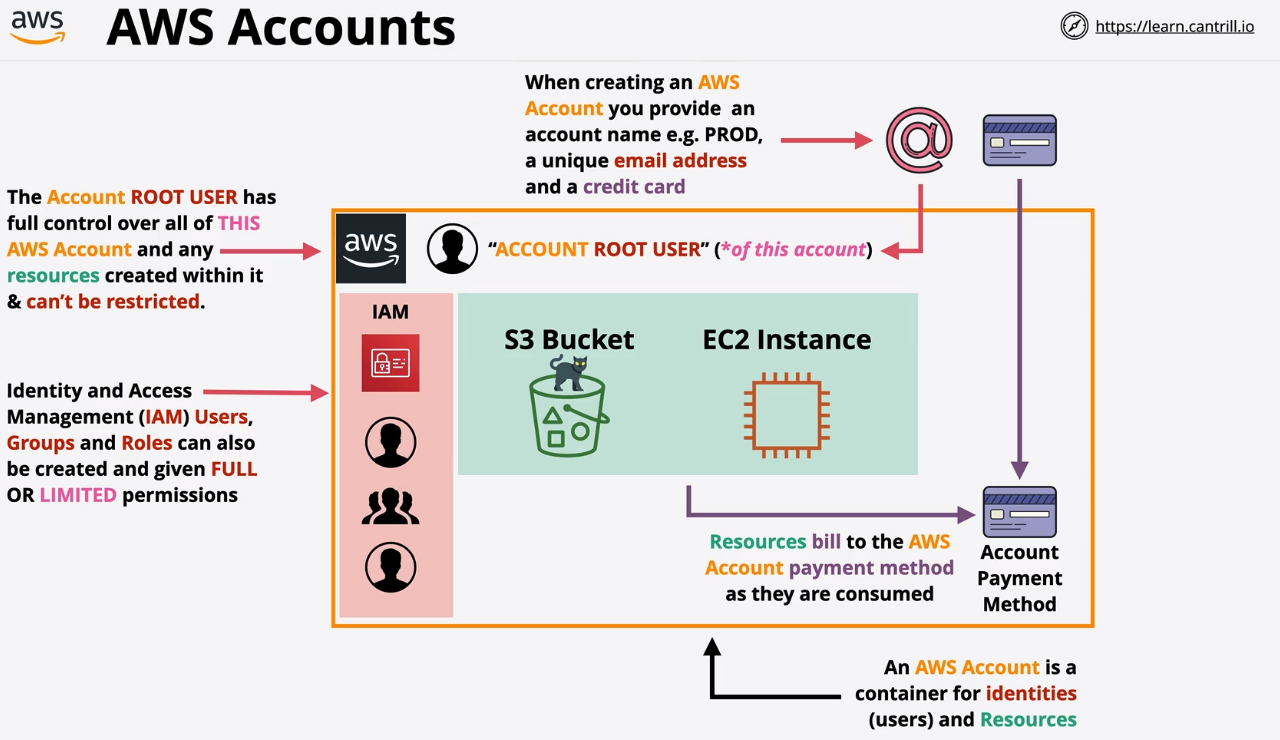 aws
AWS Accounts
https://learn.cantrill.io
When creating an AWS
Account you provide an
account name e.g. PROD,
a unique email address
and a credit card
The Account ROOT USER has
full control over all of THIS
AWS Account and any
resources created within it
& can’t be restricted.
aws
“ACCOUNT ROOT USER” (*of this account)
IAM
S3 Bucket
EC2 Instance
Identity and Access
Management (IAM) Users,
Groups and Roles can also
be created and given FULL
OR LIMITED permissions
Resources bill to the AWS
Account payment method
as they are consumed
Account
Payment
Method
An AWS Account is a
container for identities
(users) and Resources